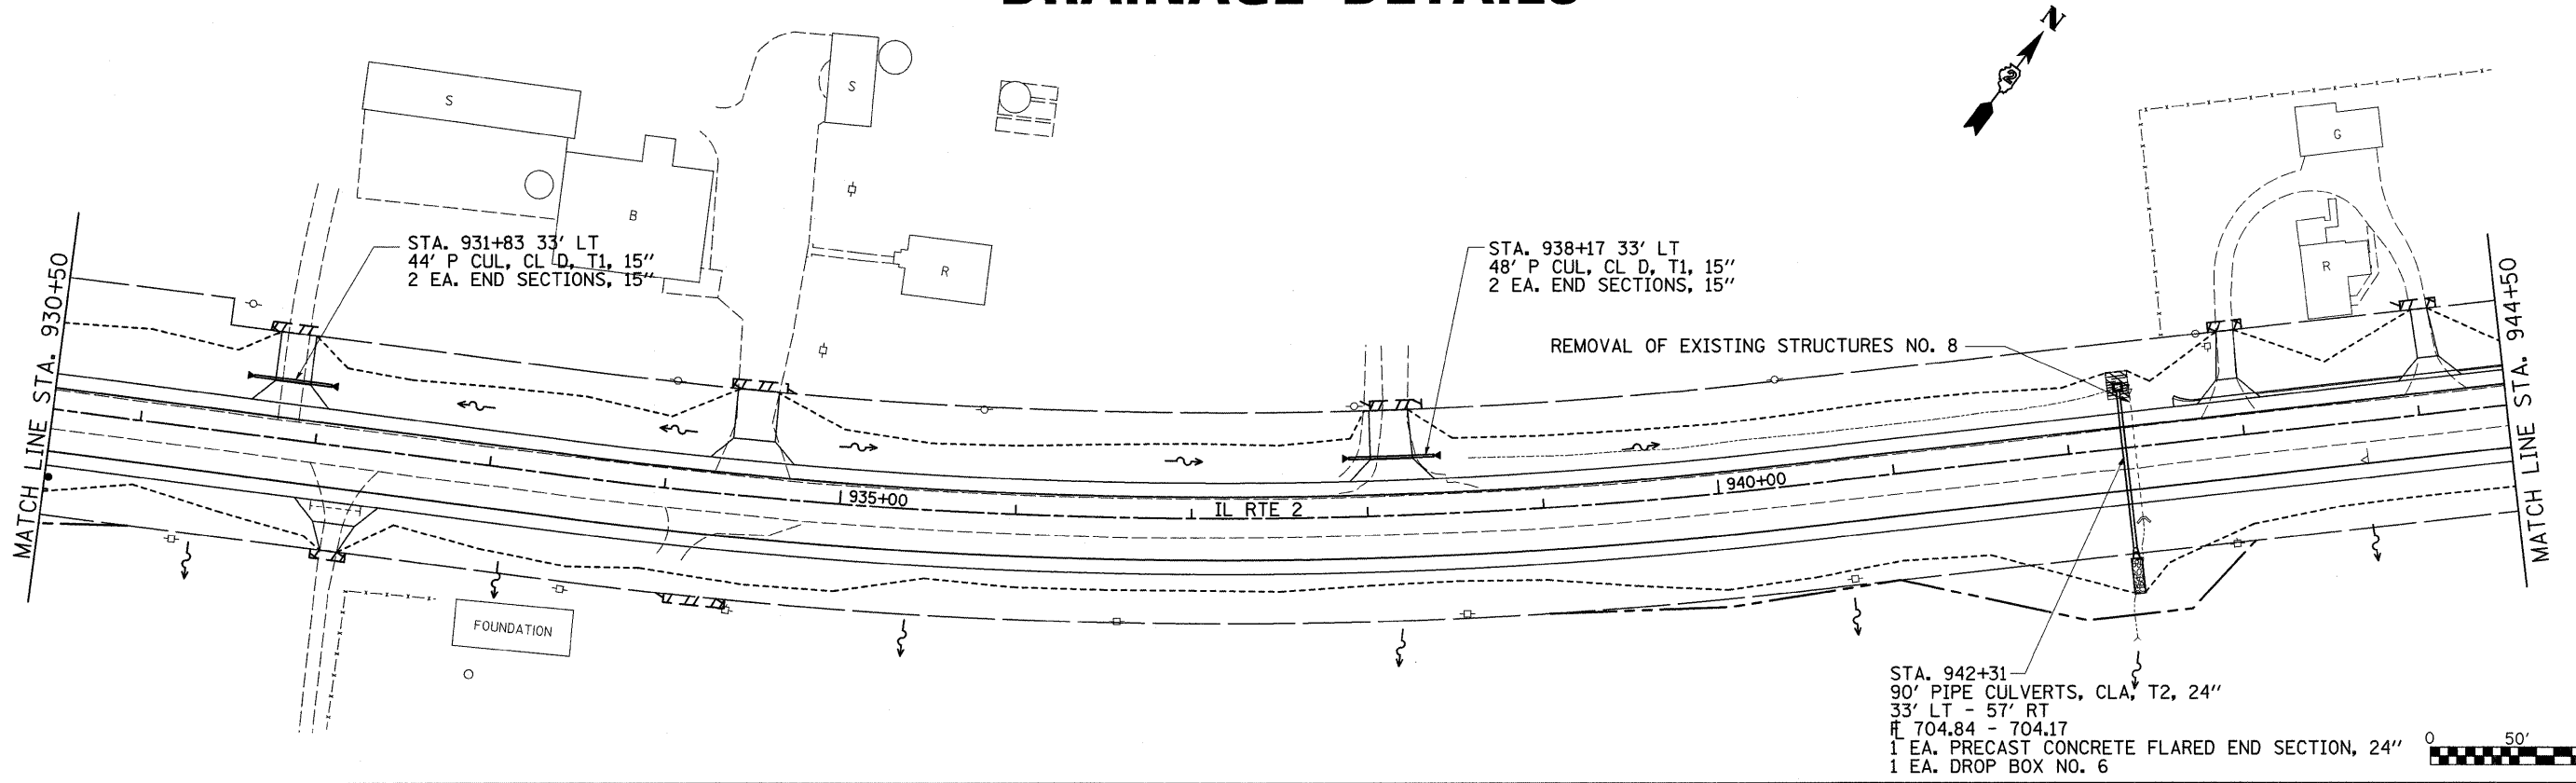 DRAINAGE DETAILS
N
2
S
S
G
B
R
R
STA. 931+83 33' LT
44' P CUL, CL D, T1, 15"
2 EA. END SECTIONS, 15"
STA. 938+17 33' LT
48' P CUL, CL D, T1, 15"
2 EA. END SECTIONS, 15"
REMOVAL OF EXISTING STRUCTURES NO. 8
MATCH LINE STA. 930+50
MATCH LINE STA. 944+50
935+00
IL RTE 2
940+00
FOUNDATION
STA. 942+31
90' PIPE CULVERTS, CLA, T2, 24"
33' LT - 57' RT
FL 704.84 - 704.17
1 EA. PRECAST CONCRETE FLARED END SECTION, 24"
1 EA. DROP BOX NO. 6
0 50'